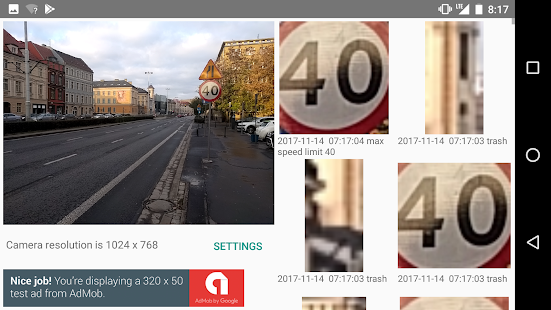 8:17
40
Camera resolution is 1024 x 768
SETTINGS
Nice job! You're displaying a 320 x 50
test ad from AdMob.
AdMob by Google
40
2017-11-14 07:17:04 max
speed limit 40
2017-11-14 07:17:03 trash
40
2017-11-14 07:17:03 trash
2017-11-14 07:17:03 trash